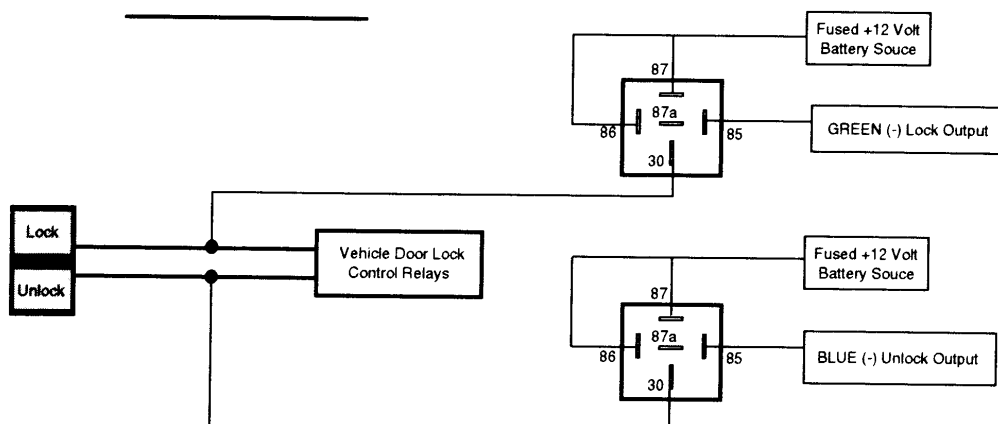 Fused +12 Volt
Battery Souce
87
87a
86
85
GREEN (-) Lock Output
30
Lock
Unlock
Vehicle Door Lock
Control Relays
Fused +12 Volt
Battery Souce
87
87a
86
85
BLUE (-) Unlock Output
30